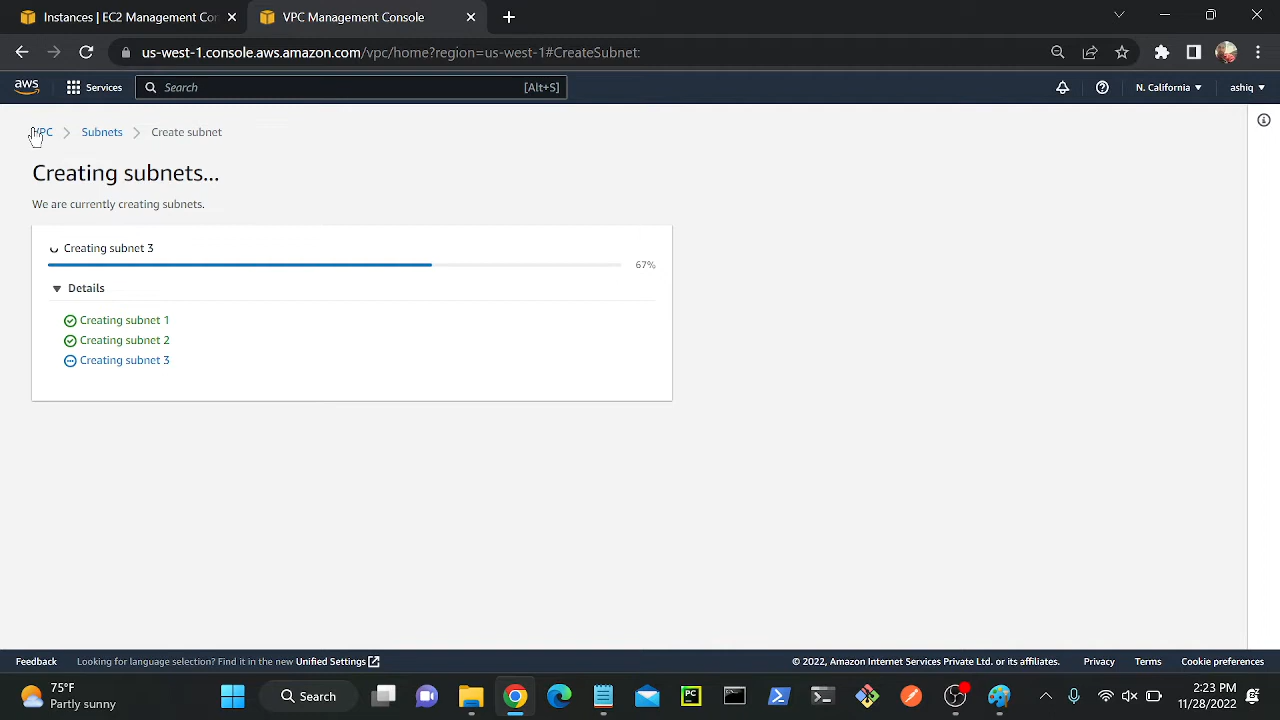 Instances | EC2 Management Con
VPC Management Console
us-west-1.console.aws.amazon.com/vpc/home?region=us-west-1#CreateSubnet:
aws
Services
Search
[Alt+S]
N. California
ashiq
VPC
Subnets
Create subnet
Creating subnets...
We are currently creating subnets.
Creating subnet 3
67%
Details
Creating subnet 1
Creating subnet 2
Creating subnet 3
Feedback
Looking for language selection? Find it in the new Unified Settings
© 2022, Amazon Internet Services Private Ltd. or its affiliates.
Privacy
Terms
Cookie preferences
75°F
Partly sunny
Search
PC
2:23 PM
11/28/2022